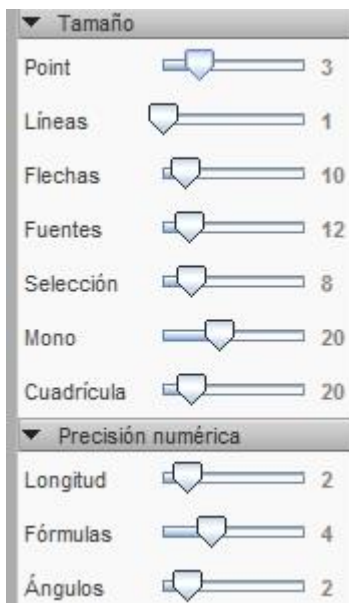 Tamaño
Point 3
Líneas 1
Flechas 10
Fuentes 12
Selección 8
Mono 20
Cuadrícula 20
Precisión numérica
Longitud 2
Fórmulas 4
Ángulos 2